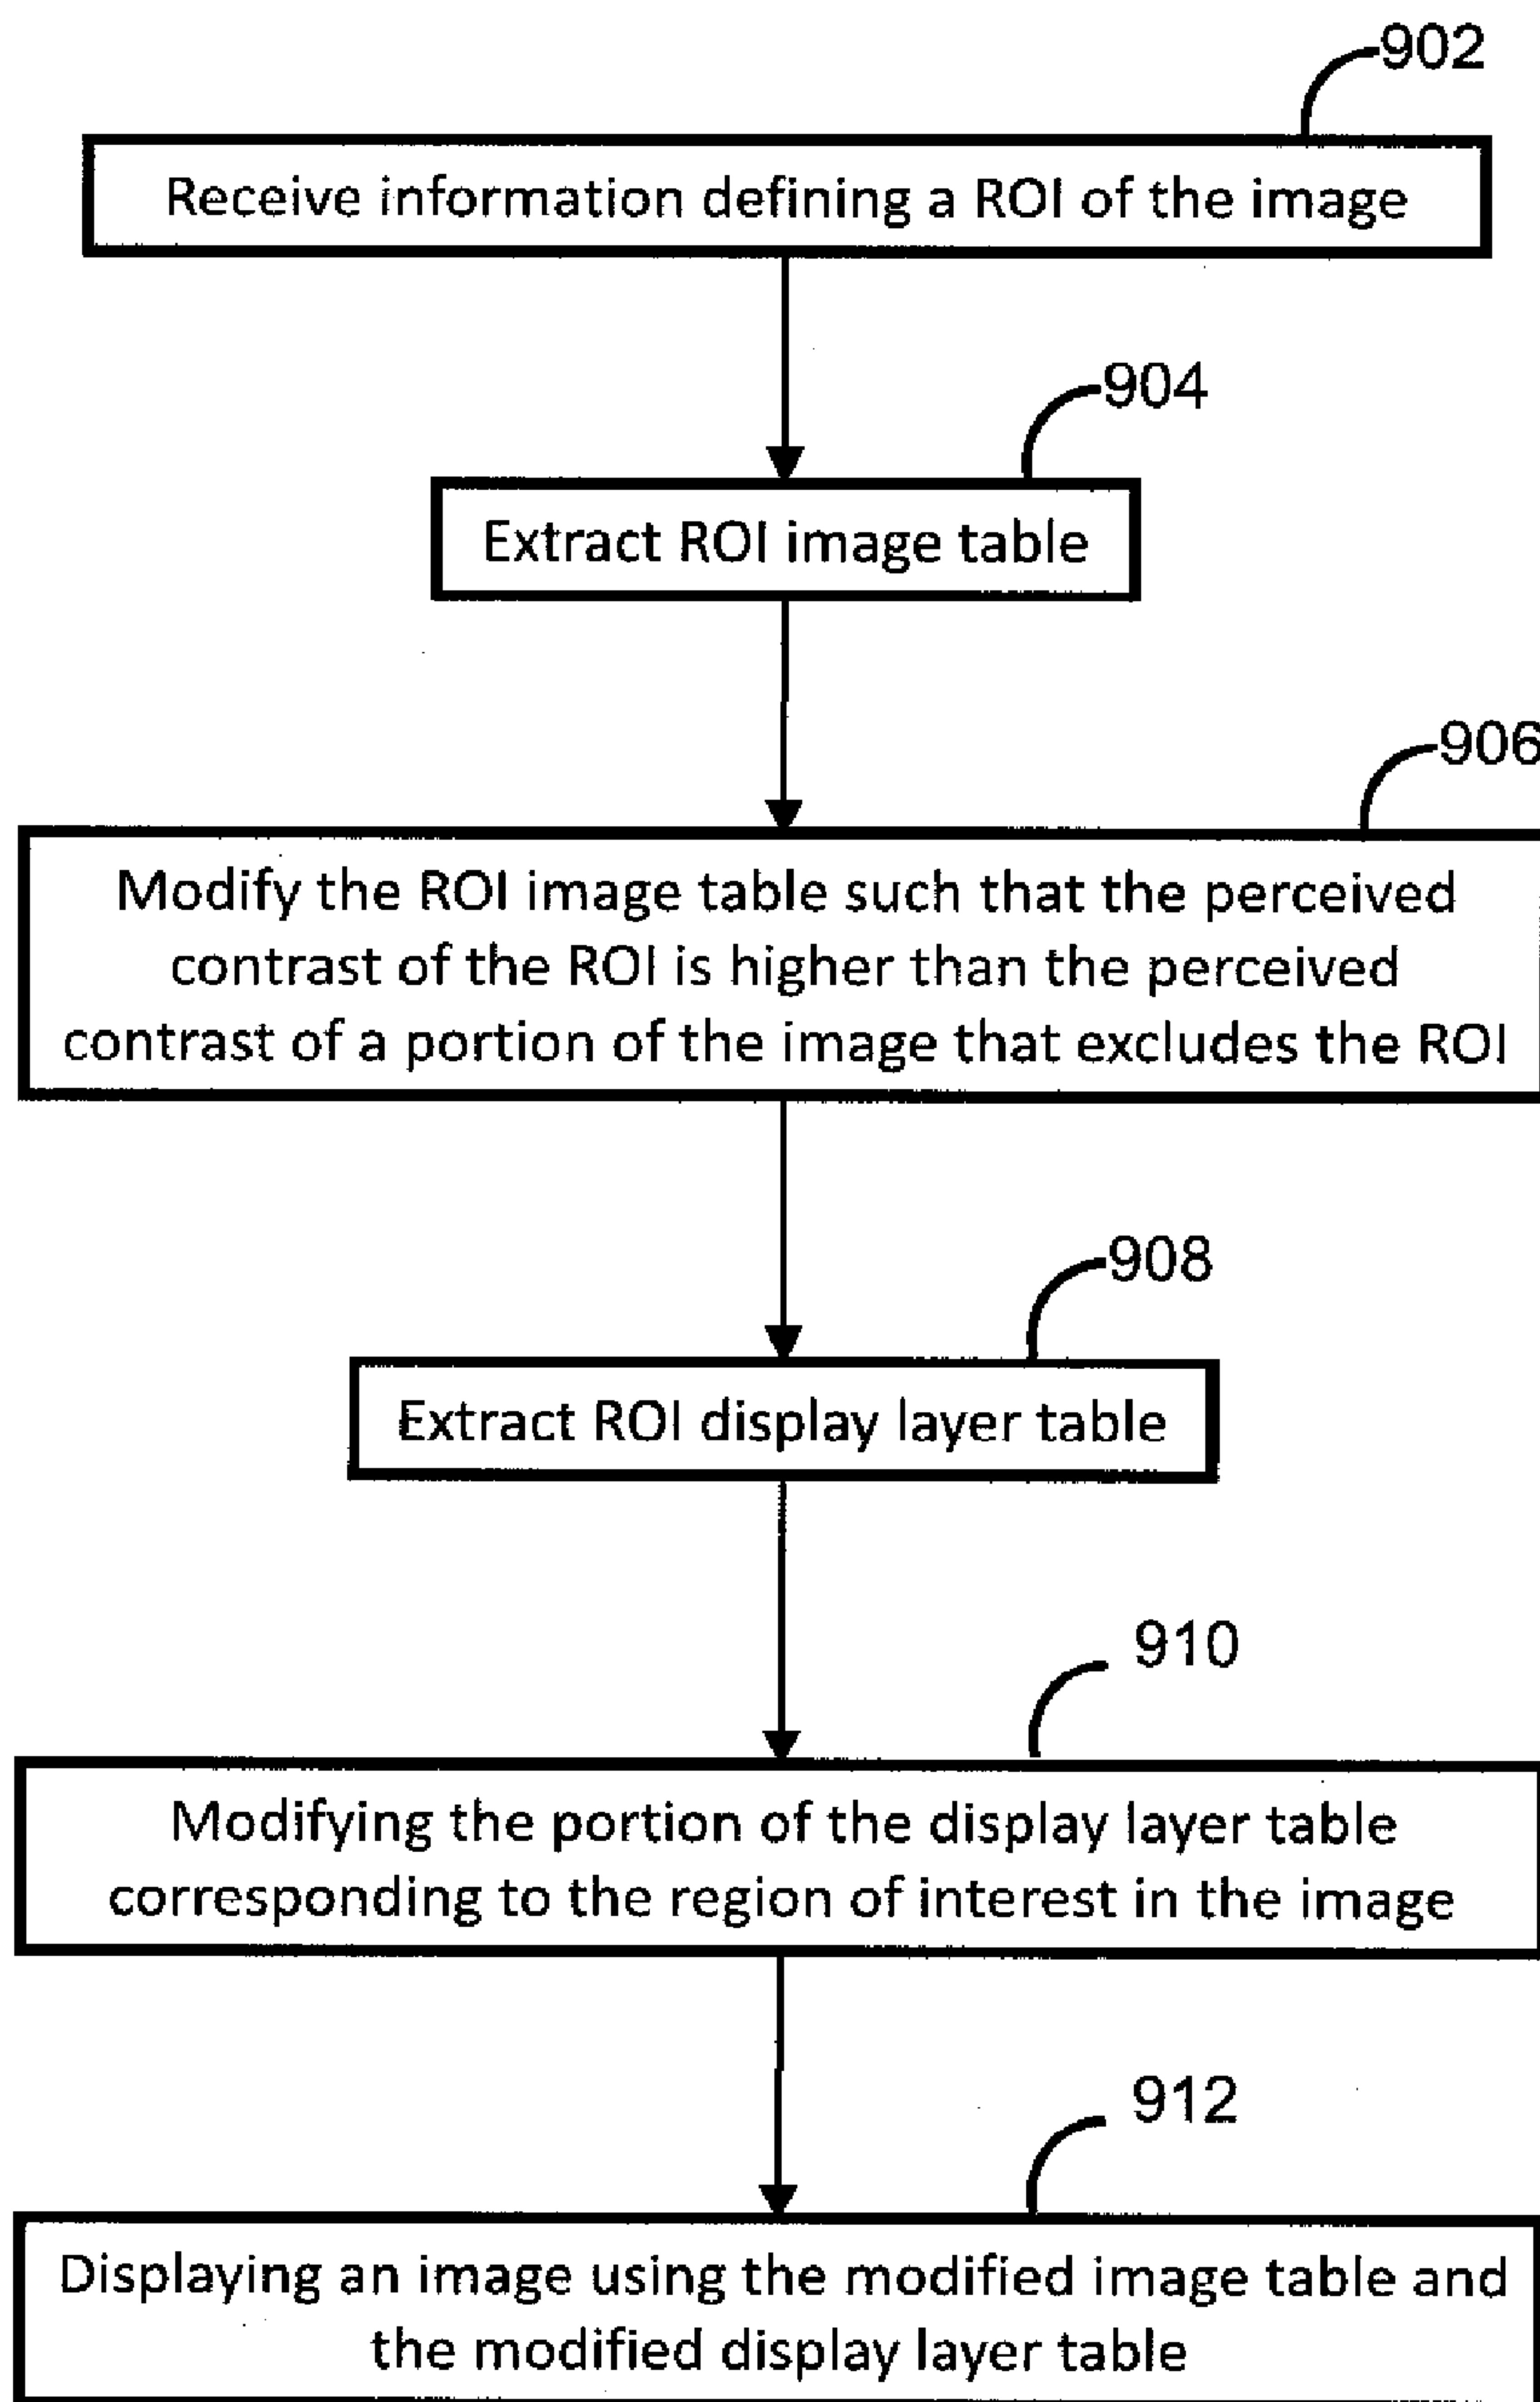 902
Receive information defining a ROI of the image
904
Extract ROI image table
906
Modify the ROI image table such that the perceived
contrast of the ROI is higher than the perceived
contrast of a portion of the image that excludes the ROI
908
Extract ROI display layer table
910
Modifying the portion of the display layer table
corresponding to the region of interest in the image
912
Displaying an image using the modified image table and
the modified display layer table